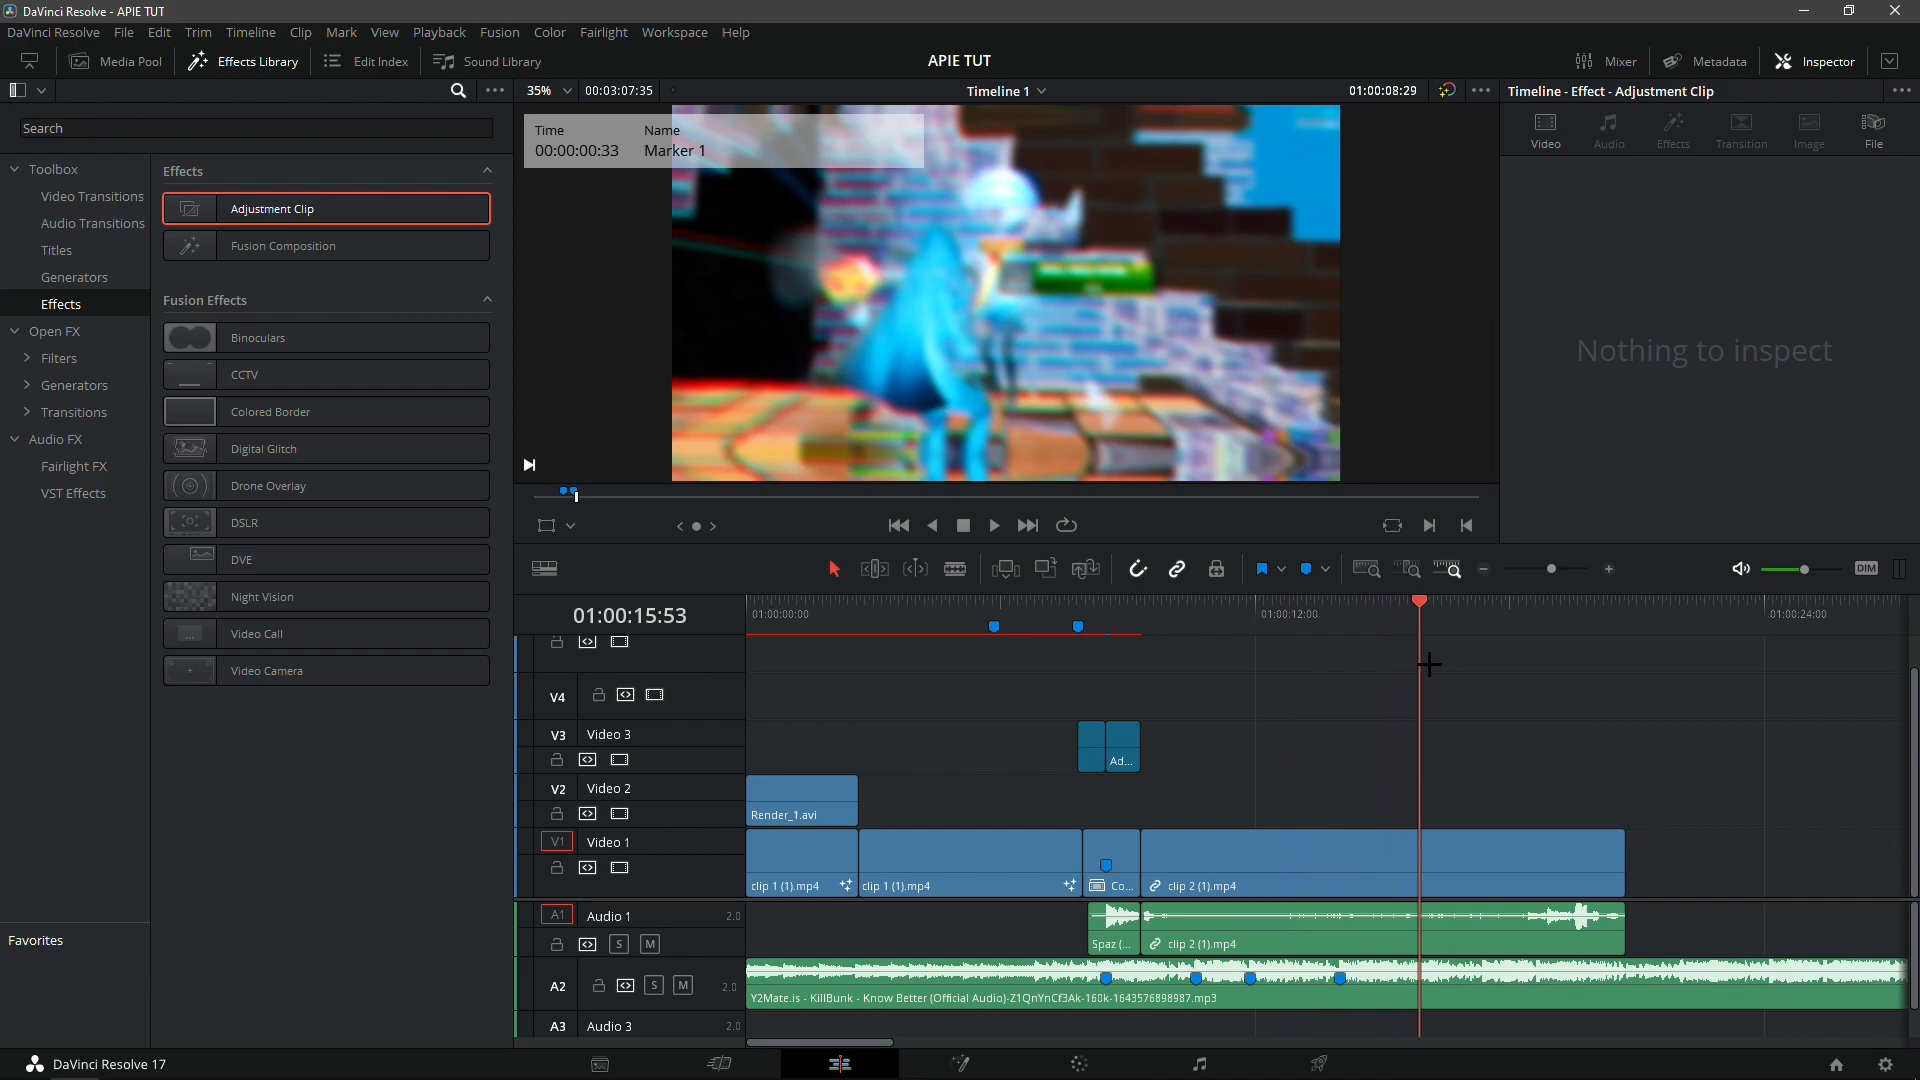 DaVinci Resolve - APIE TUT
DaVinci Resolve File Edit Trim Timeline Clip Mark View Playback Fusion Color Fairlight Workspace Help
Media Pool Effects Library Edit Index Sound Library APIE TUT Mixer Metadata Inspector
35% 00:03:07:35 Timeline 1 01:00:08:29 Timeline - Effect - Adjustment Clip
Search
Toolbox
Video Transitions
Audio Transitions
Titles
Generators
Effects
Open FX
Filters
Generators
Transitions
Audio FX
Fairlight FX
VST Effects
Favorites
Effects
Adjustment Clip
Fusion Composition
Fusion Effects
Binoculars
CCTV
Colored Border
Digital Glitch
Drone Overlay
DSLR
DVE
Night Vision
Video Call
Video Camera
Time Name
00:00:00:33 Marker 1
Video Audio Effects Transition Image File
Nothing to inspect
DIM
01:00:15:53 01:00:00:00 01:00:12:00 01:00:24:00
V4
V3 Video 3
Ad...
V2 Video 2
Render_1.avi
V1 Video 1
clip 1 (1).mp4 clip 1 (1).mp4 Co... clip 2 (1).mp4
A1 Audio 1 2.0
S M Spaz (... clip 2 (1).mp4
A2 S M 2.0
Y2Mate.is - KillBunk - Know Better (Official Audio)-Z1QnYnCf3Ak-160k-1643576898987.mp3
A3 Audio 3 2.0
DaVinci Resolve 17